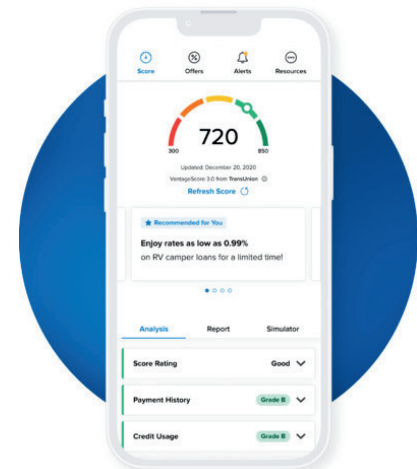 Score Offers Alerts Resources
720
300 850
Updated: December 20, 2020
VantageScore 3.0 from TransUnion
Refresh Score
Recommended for You
Enjoy rates as low as 0.99%
on RV camper loans for a limited time!
Analysis Report Simulator
Score Rating Good
Payment History Grade B
Credit Usage Grade B